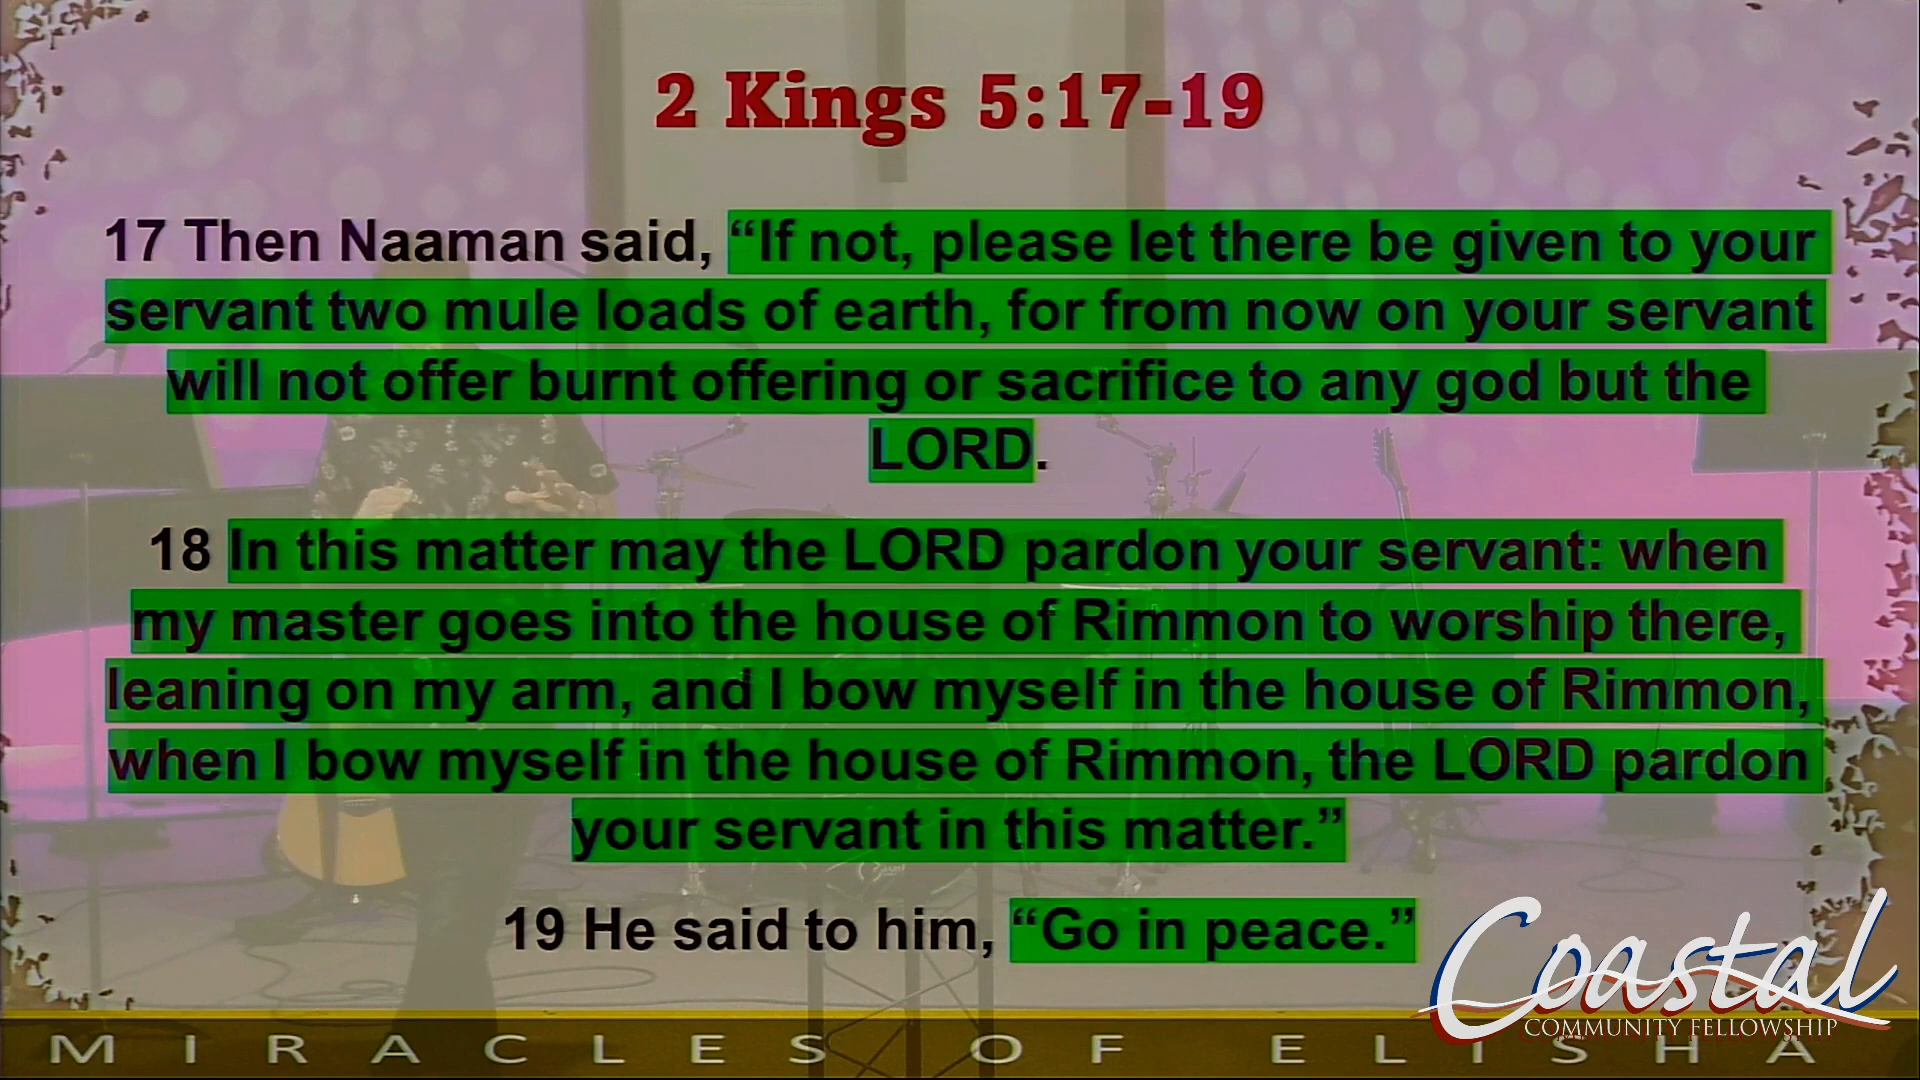 2 Kings 5:17-19
17 Then Naaman said, “If not, please let there be given to your
servant two mule loads of earth, for from now on your servant
will not offer burnt offering or sacrifice to any god but the
LORD.
18 In this matter may the LORD pardon your servant: when
my master goes into the house of Rimmon to worship there,
leaning on my arm, and I bow myself in the house of Rimmon,
when I bow myself in the house of Rimmon, the LORD pardon
your servant in this matter.”
19 He said to him, “Go in peace.”
Coastal
COMMUNITY FELLOWSHIP
MIRACLES OF ELISHA